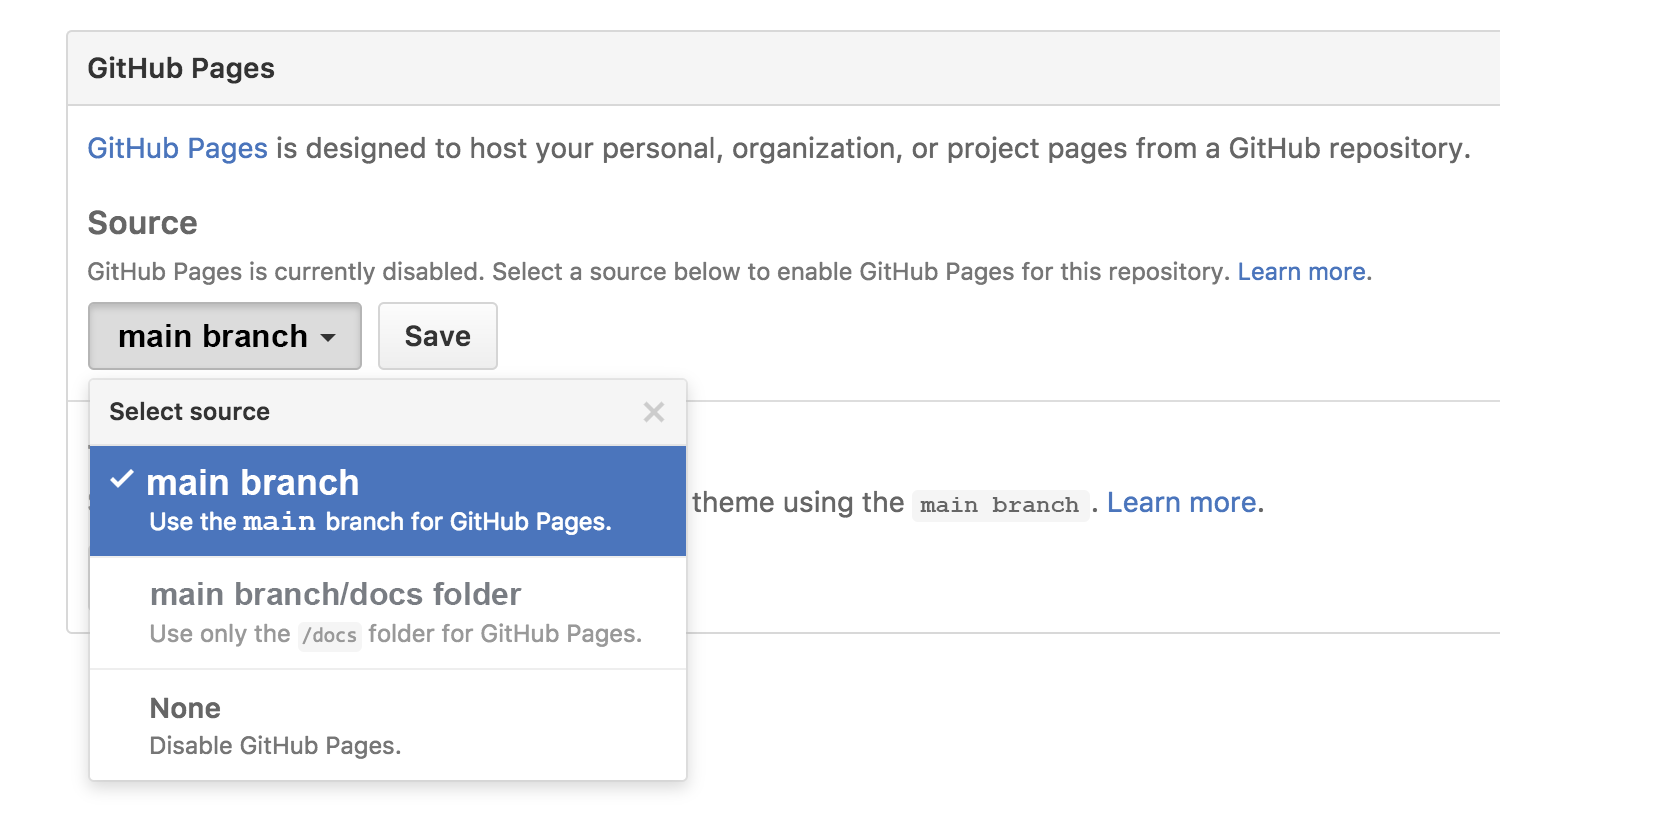 GitHub Pages
GitHub Pages is designed to host your personal, organization, or project pages from a GitHub repository.
Source
GitHub Pages is currently disabled. Select a source below to enable GitHub Pages for this repository. Learn more.
main branch Save
Select source
main branch
Use the main branch for GitHub Pages.
theme using the main branch. Learn more.
main branch/docs folder
Use only the /docs folder for GitHub Pages.
None
Disable GitHub Pages.